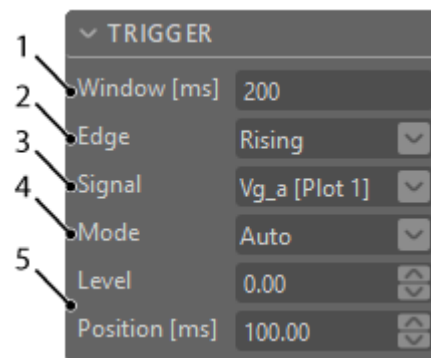 TRIGGER
1 Window [ms] 200
2 Edge Rising
3 Signal Vg_a [Plot 1]
4 Mode Auto
5 Level 0.00
Position [ms] 100.00